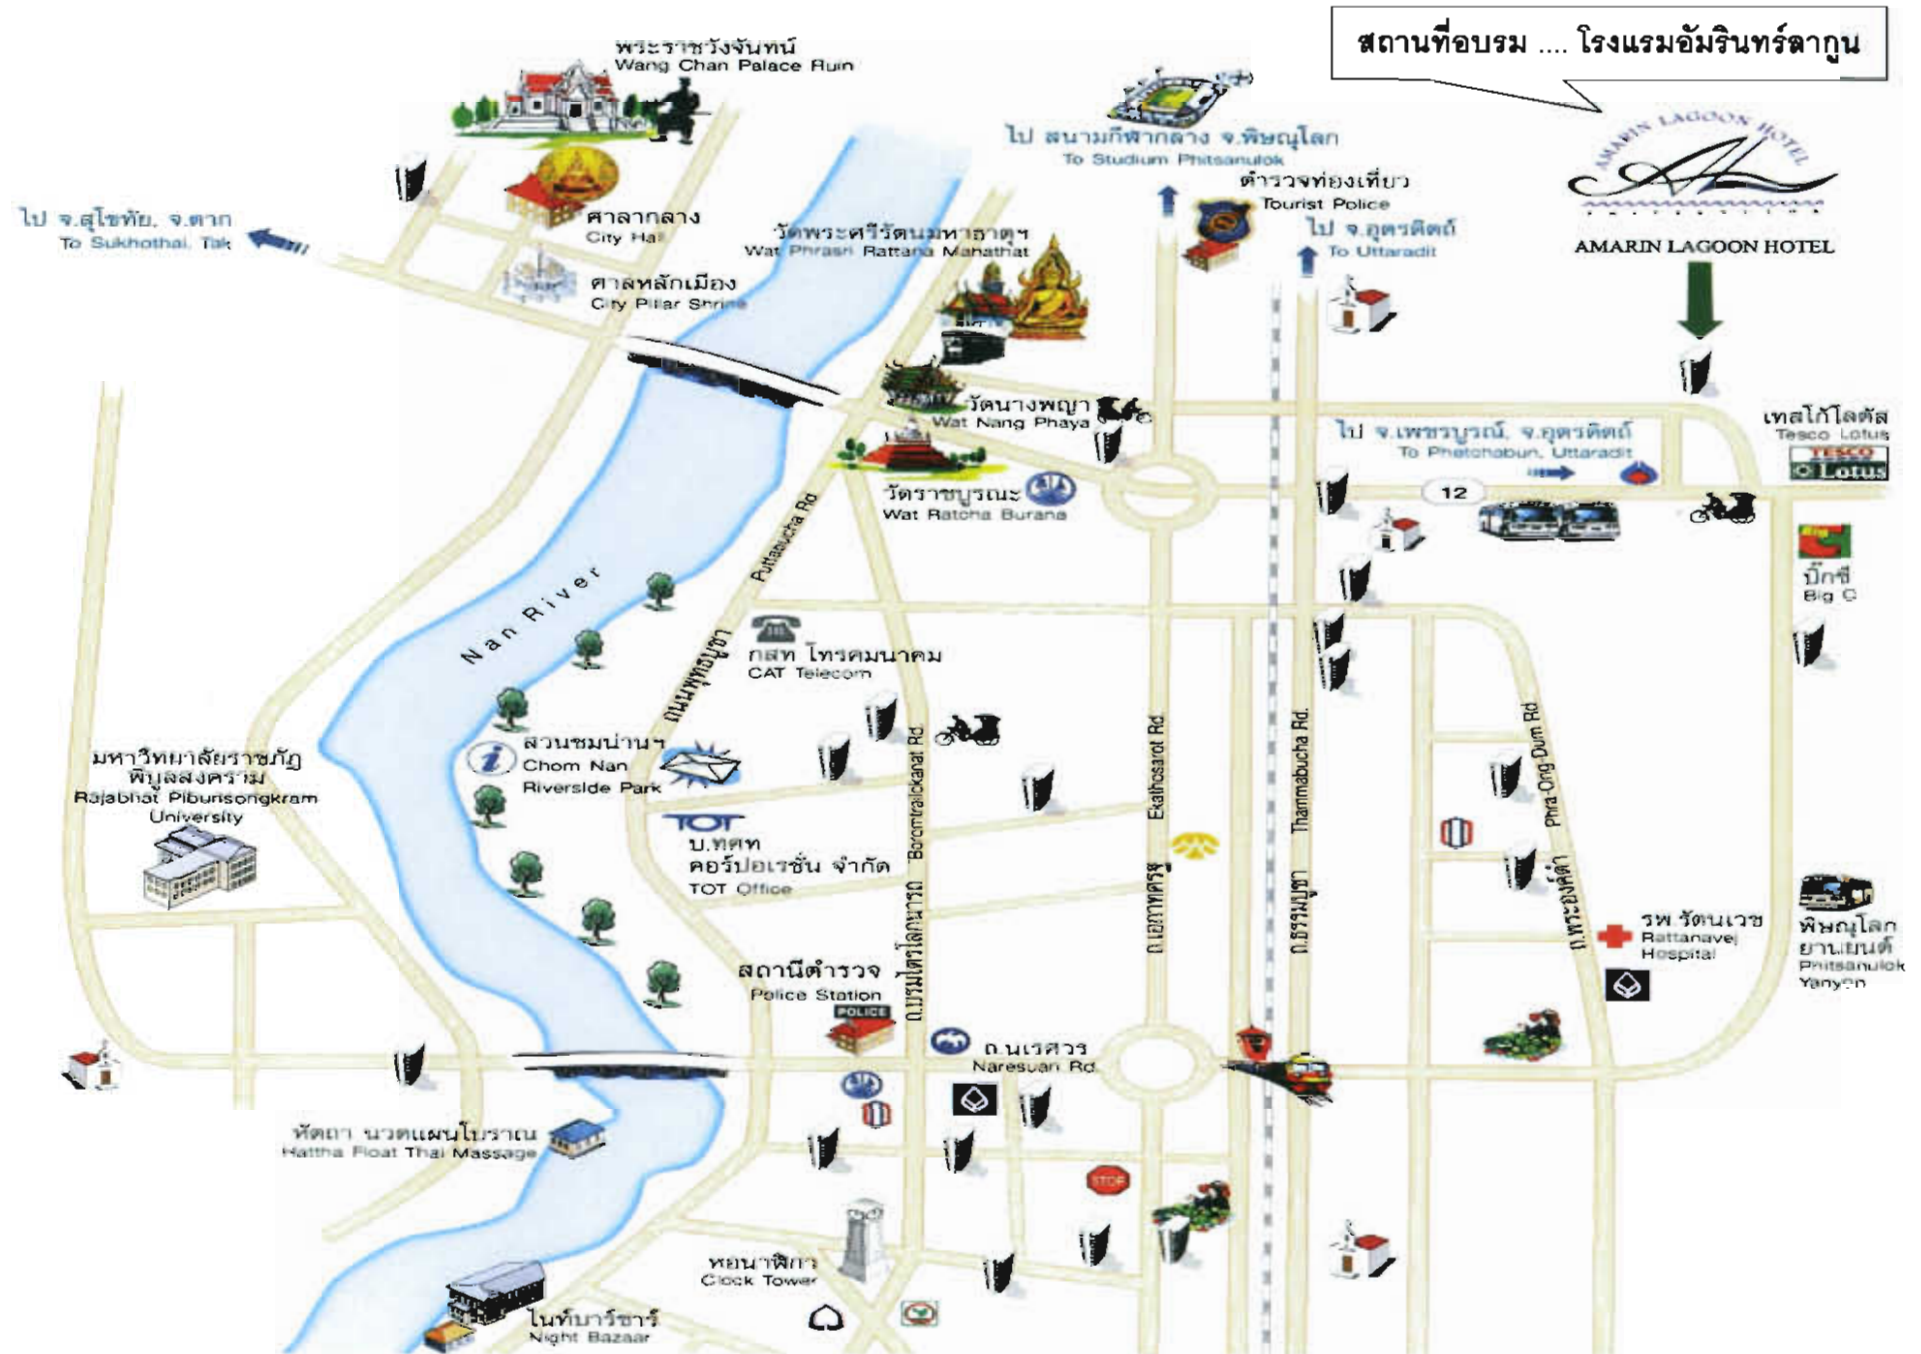 สถานที่อบรม .... โรงแรมอัมรินทร์ลากูน
พระราชวังจันทน์
Wang Chan Palace Ruin
ไป สนามกีฬากลาง จ.พิษณุโลก
To Studium Phitsanulok
AMARIN LAGOON HOTEL
ตำรวจท่องเที่ยว
Tourist Police
ไป จ.สุโขทัย, จ.ตาก
To Sukhothai, Tak
ศาลากลาง
City Hall
วัดพระศรีรัตนมหาธาตุฯ
Wat Phrasri Rattana Mahathat
ไป จ.อุตรดิตถ์
To Uttaradit
AMARIN LAGOON HOTEL
ศาลหลักเมือง
City Pillar Shrine
วัดนางพญา
Wat Nang Phaya
ไป จ.เพชรบูรณ์, จ.อุตรดิตถ์
To Phetchabun, Uttaradit
เทสโก้โลตัส
Tesco Lotus
TESCO
Lotus
12
วัดราชบูรณะ
Wat Ratcha Burana
Puttabucha Rd
Big
บิ๊กซี
Big C
Nan River
ถนนพุทธบูชา
กสท โทรคมนาคม
CAT Telecom
สวนชมน่านฯ
Chom Nan
Riverside Park
มหาวิทยาลัยราชภัฏ
พิบูลสงคราม
Rajabhat Pibunsongkram
University
TOT
บ.ทศท
คอร์ปอเรชั่น จำกัด
TOT Office
Boromtrailokanat Rd.
ถ.บรมไตรโลกนารถ
Ekathosarot Rd.
ถ.เอกาทศรฐ
Thammabucha Rd.
ถ.ธรรมบูชา
Phra-Ong-Dum Rd
ถ.พระองค์ดำ
รพ.รัตนเวช
Rattanavej
Hospital
พิษณุโลก
ยานยนต์
Phitsanulok
Yanyon
สถานีตำรวจ
Police Station
POLICE
ถ.นเรศวร
Naresuan Rd.
หัตถา นวดแผนโบราณ
Hattha Float Thai Massage
STOP
หอนาฬิกา
Clock Tower
ไนท์บาร์ซาร์
Night Bazaar